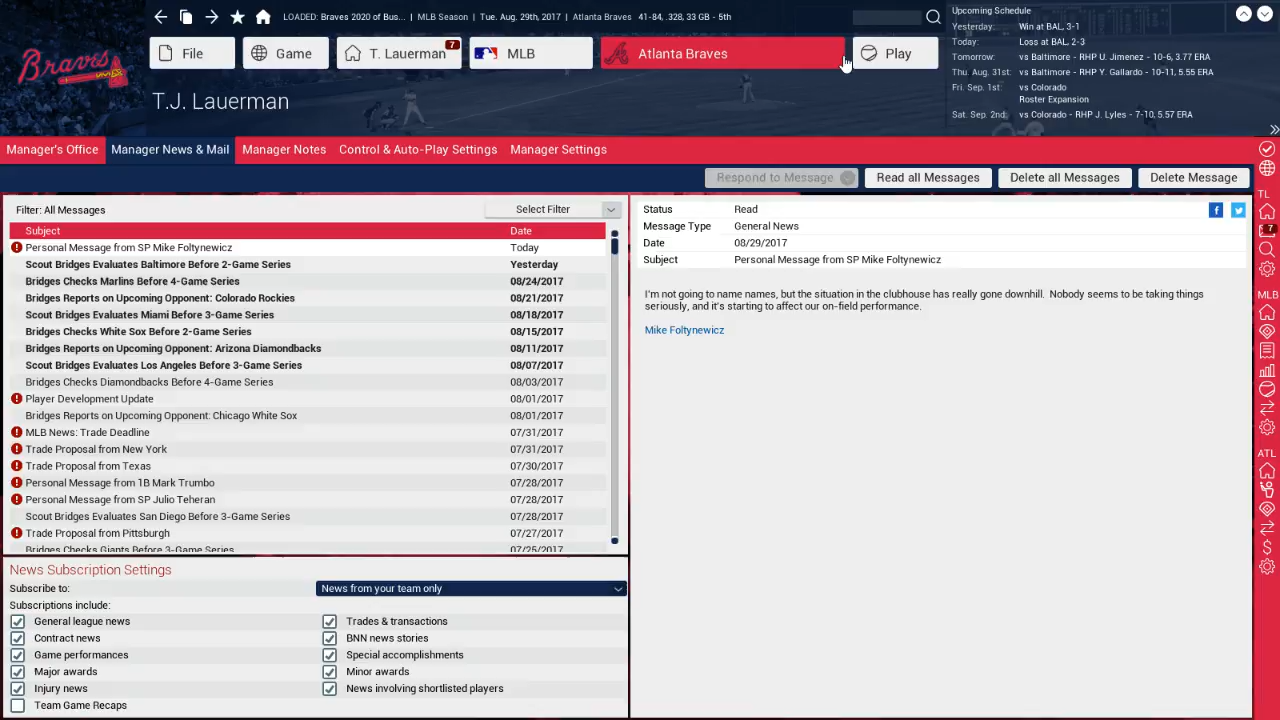 LOADED: Braves 2020 of Bus... | MLB Season | Tue. Aug. 29th, 2017 | Atlanta Braves 41-84, .328, 33 GB - 5th
Upcoming Schedule
Yesterday: Win at BAL, 3-1
Today: Loss at BAL, 2-3
Tomorrow: vs Baltimore - RHP U. Jimenez - 10-6, 3.77 ERA
Thu. Aug. 31st: vs Baltimore - RHP Y. Gallardo - 10-11, 5.55 ERA
Fri. Sep. 1st: vs Colorado
Roster Expansion
Sat. Sep. 2nd: vs Colorado - RHP J. Lyles - 7-10, 5.57 ERA
Braves
File
Game
T. Lauerman
7
MLB
Atlanta Braves
Play
T.J. Lauerman
Manager's Office
Manager News & Mail
Manager Notes
Control & Auto-Play Settings
Manager Settings
Respond to Message
Read all Messages
Delete all Messages
Delete Message
Filter: All Messages
Select Filter
Subject Date
Personal Message from SP Mike Foltynewicz Today
Scout Bridges Evaluates Baltimore Before 2-Game Series Yesterday
Bridges Checks Marlins Before 4-Game Series 08/24/2017
Bridges Reports on Upcoming Opponent: Colorado Rockies 08/21/2017
Scout Bridges Evaluates Miami Before 3-Game Series 08/18/2017
Bridges Checks White Sox Before 2-Game Series 08/15/2017
Bridges Reports on Upcoming Opponent: Arizona Diamondbacks 08/11/2017
Scout Bridges Evaluates Los Angeles Before 3-Game Series 08/07/2017
Bridges Checks Diamondbacks Before 4-Game Series 08/03/2017
Player Development Update 08/01/2017
Bridges Reports on Upcoming Opponent: Chicago White Sox 08/01/2017
MLB News: Trade Deadline 07/31/2017
Trade Proposal from New York 07/31/2017
Trade Proposal from Texas 07/30/2017
Personal Message from 1B Mark Trumbo 07/28/2017
Personal Message from SP Julio Teheran 07/28/2017
Scout Bridges Evaluates San Diego Before 3-Game Series 07/28/2017
Trade Proposal from Pittsburgh 07/27/2017
Bridges Checks Giants Before 3-Game Series 07/25/2017
News Subscription Settings
Subscribe to: News from your team only
Subscriptions include:
General league news Trades & transactions
Contract news BNN news stories
Game performances Special accomplishments
Major awards Minor awards
Injury news News involving shortlisted players
Team Game Recaps
Status Read
Message Type General News
Date 08/29/2017
Subject Personal Message from SP Mike Foltynewicz
I'm not going to name names, but the situation in the clubhouse has really gone downhill. Nobody seems to be taking things
seriously, and it's starting to affect our on-field performance.
Mike Foltynewicz
TL
7
MLB
ATL